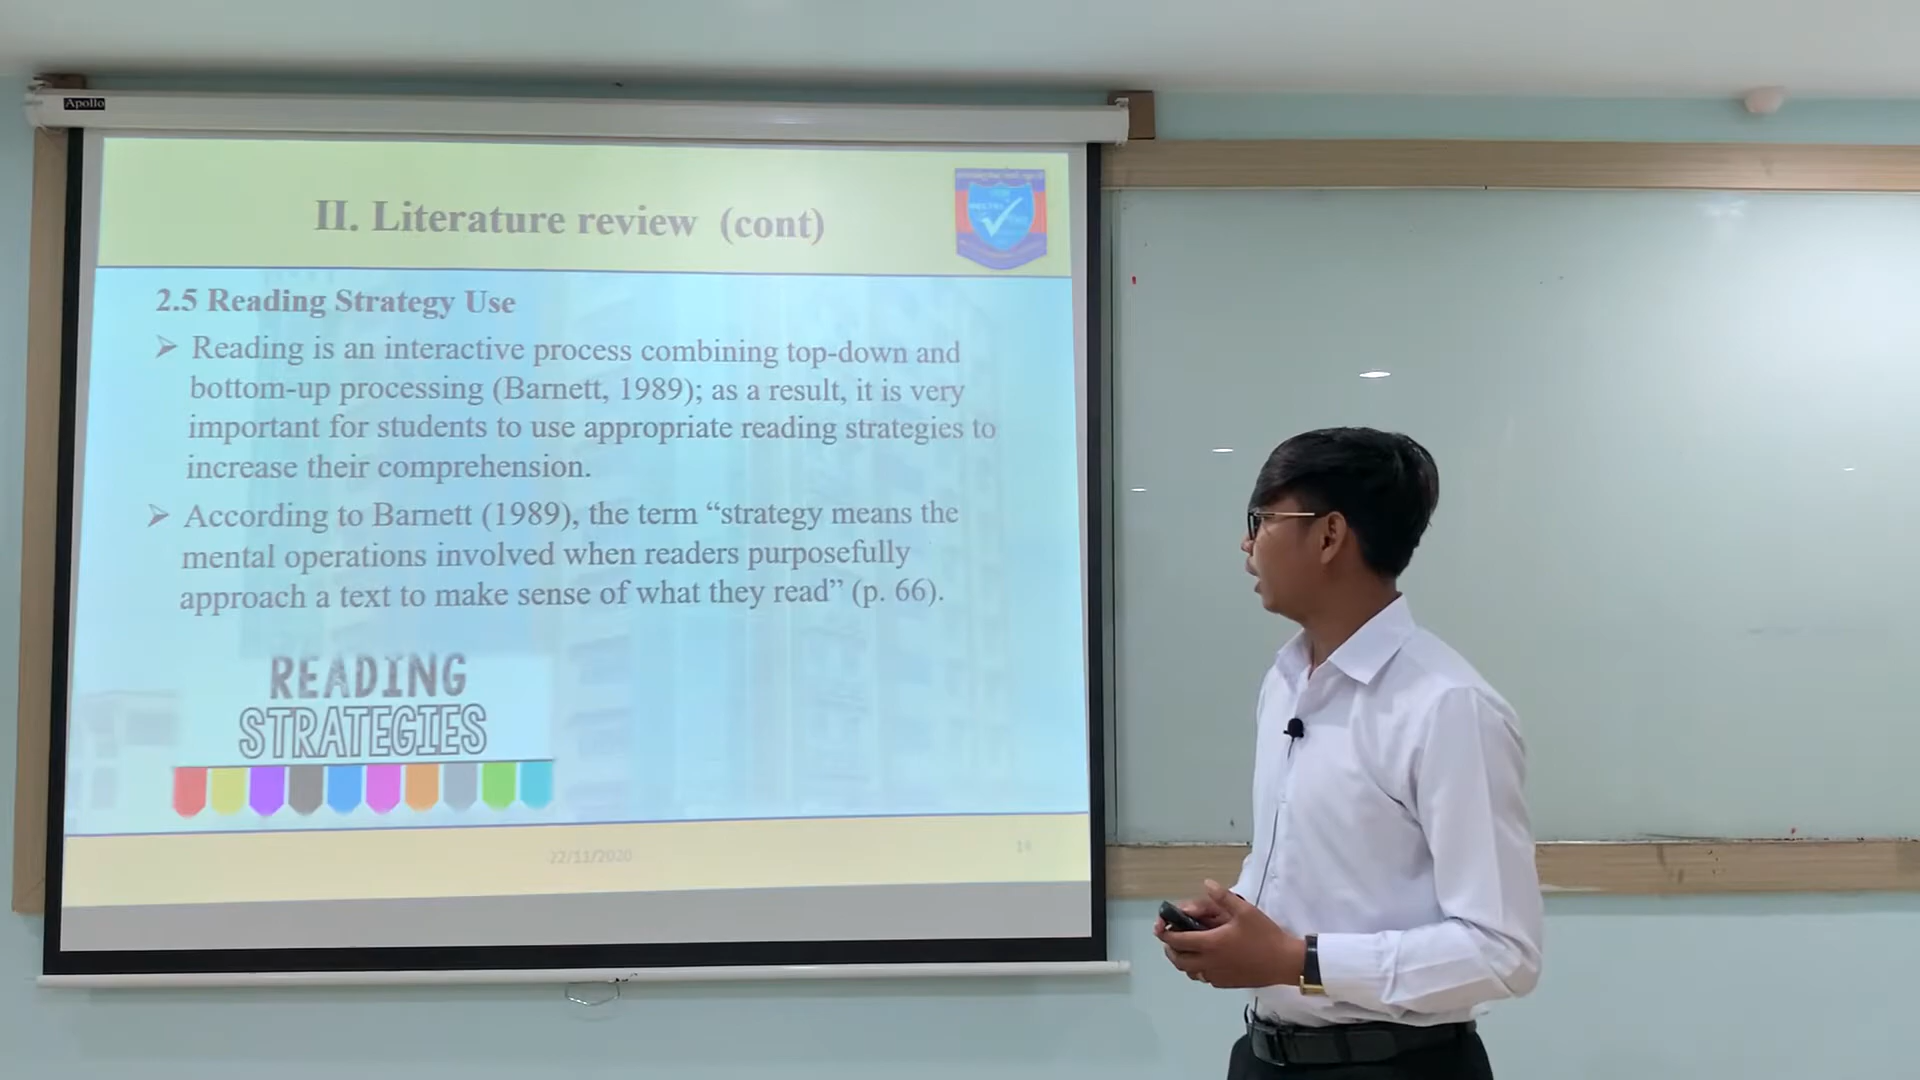 Apollo
II. Literature review (cont)
2.5 Reading Strategy Use
➢ Reading is an interactive process combining top-down and
bottom-up processing (Barnett, 1989); as a result, it is very
important for students to use appropriate reading strategies to
increase their comprehension.
➢ According to Barnett (1989), the term “strategy means the
mental operations involved when readers purposefully
approach a text to make sense of what they read” (p. 66).
READING
STRATEGIES
22/11/2020